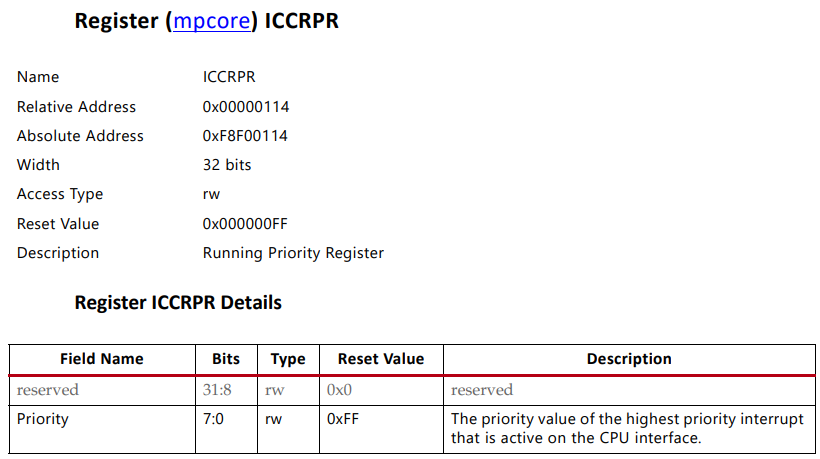 Register (mpcore) ICCRPR
Name ICCRPR
Relative Address 0x00000114
Absolute Address 0xF8F00114
Width 32 bits
Access Type rw
Reset Value 0x000000FF
Description Running Priority Register
Register ICCRPR Details
Field Name Bits Type Reset Value Description
reserved 31:8 rw 0x0 reserved
Priority 7:0 rw 0xFF The priority value of the highest priority interrupt
that is active on the CPU interface.